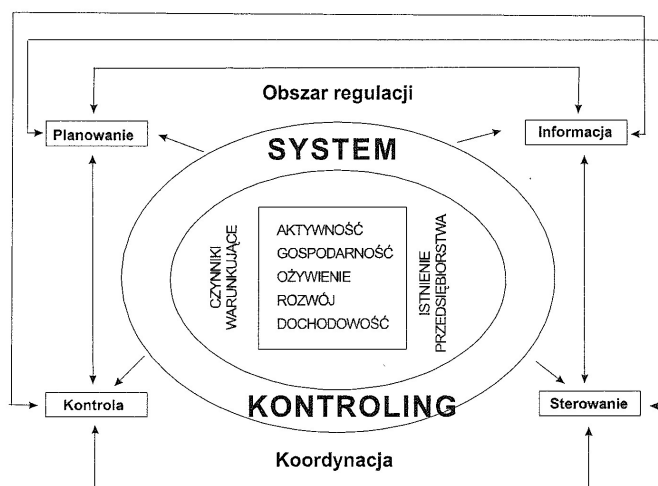 Obszar regulacji
Planowanie
Informacja
SYSTEM
CZYNNIKI
WARUNKUJĄCE
AKTYWNOŚĆ
GOSPODARNOŚĆ
OŻYWIENIE
ROZWÓJ
DOCHODOWOŚĆ
ISTNIENIE
PRZEDSIĘBIORSTWA
Kontrola
KONTROLING
Sterowanie
Koordynacja